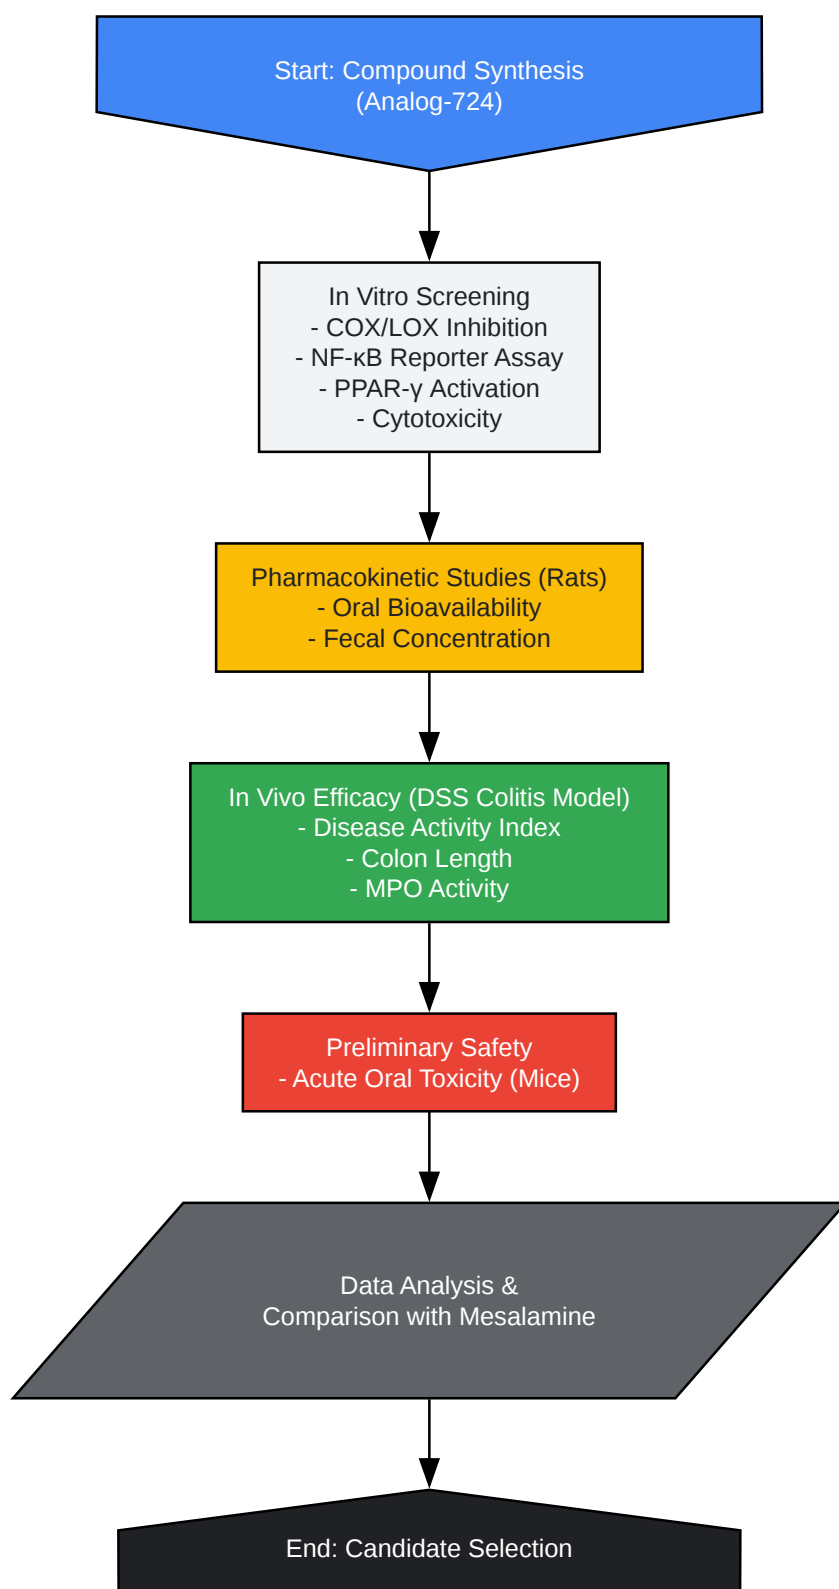 Start: Compound Synthesis
(Analog-724)
In Vitro Screening
- COX/LOX Inhibition
- NF-κB Reporter Assay
- PPAR-γ Activation
- Cytotoxicity
Pharmacokinetic Studies (Rats)
- Oral Bioavailability
- Fecal Concentration
In Vivo Efficacy (DSS Colitis Model)
- Disease Activity Index
- Colon Length
- MPO Activity
Preliminary Safety
- Acute Oral Toxicity (Mice)
Data Analysis &
Comparison with Mesalamine
End: Candidate Selection